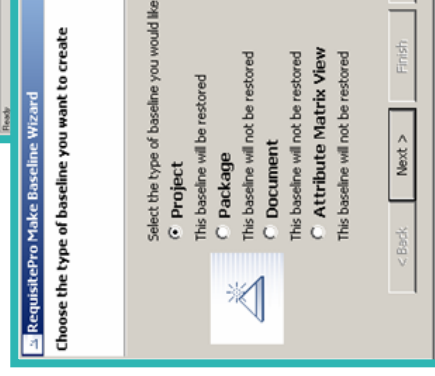 Ready
RequisitePro Make Baseline Wizard
Choose the type of baseline you want to create
Select the type of baseline you would like
Project
This baseline will be restored
Package
This baseline will not be restored
Document
This baseline will not be restored
Attribute Matrix View
This baseline will not be restored
< Back
Next >
Finish